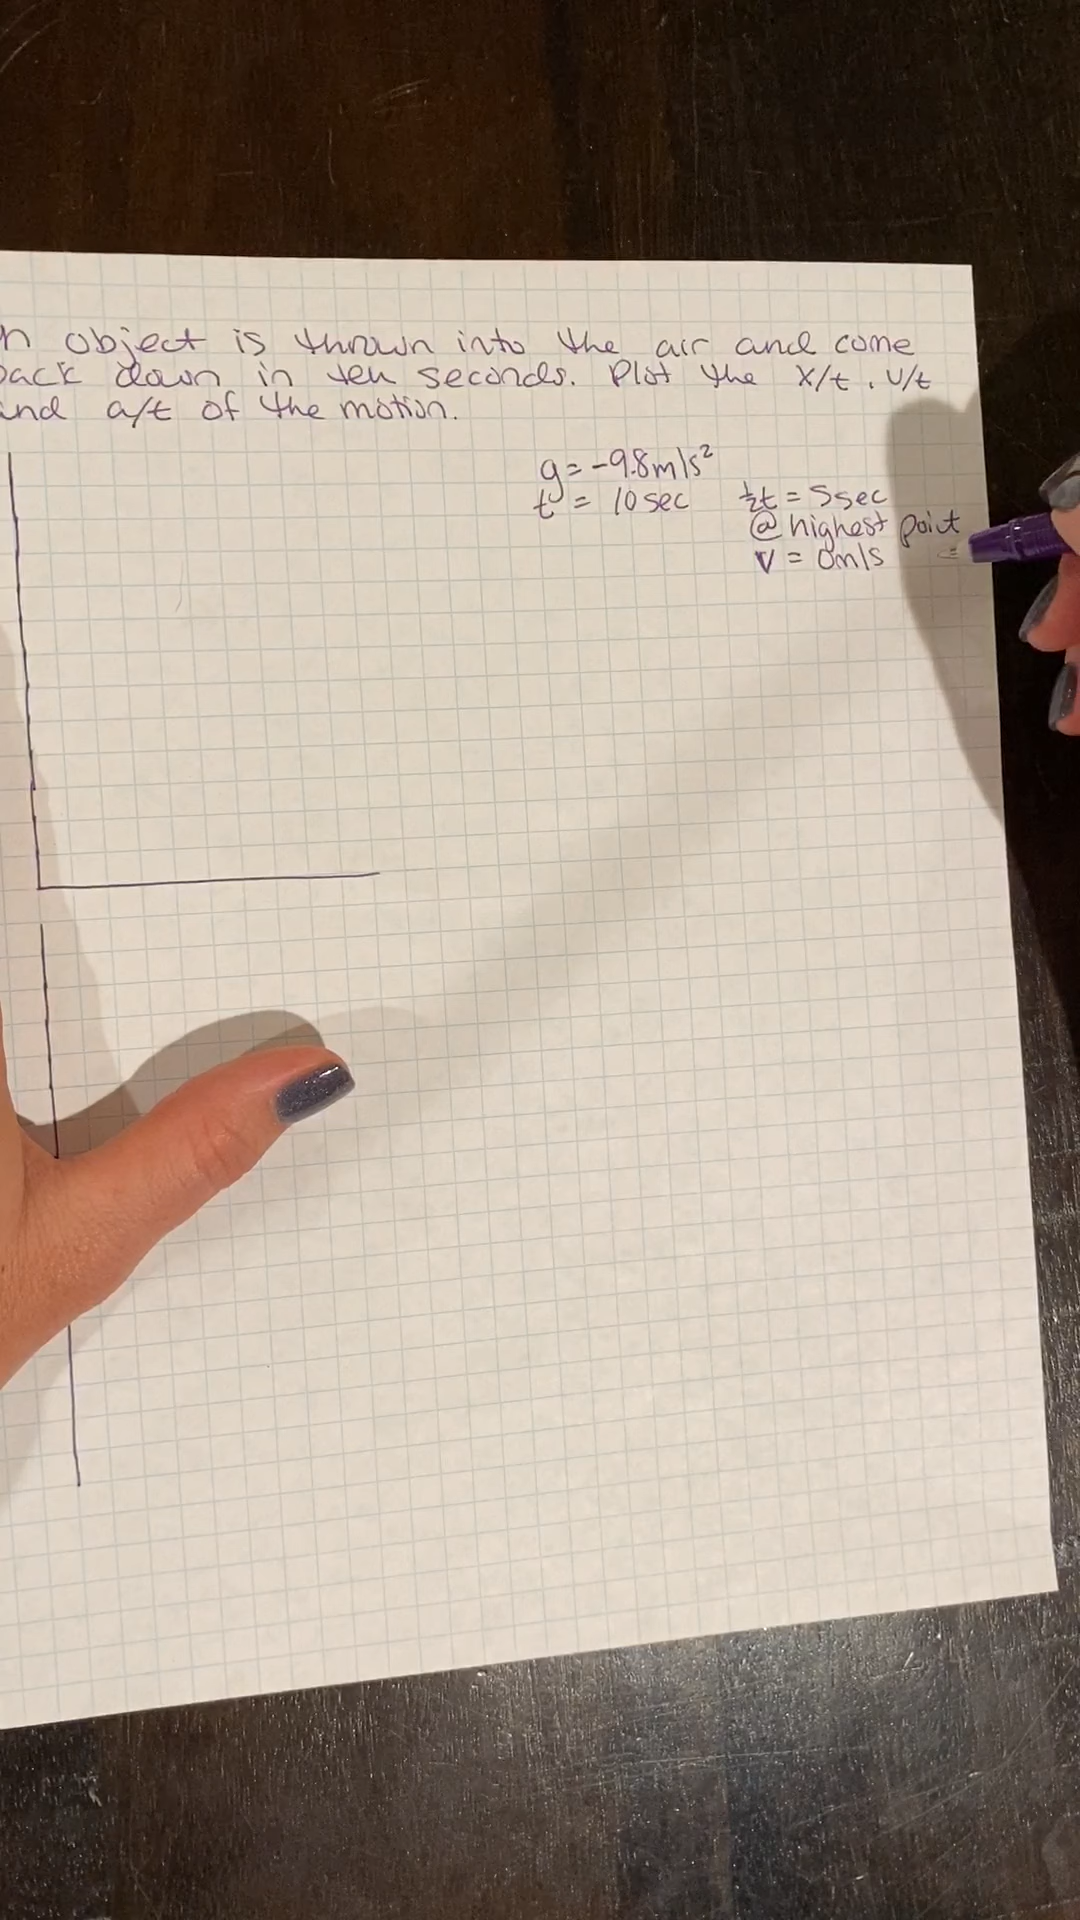 n object is thrown into the air and come
back down in ten seconds. Plot the x/t, v/t
and a/t of the motion.
g = -9.8m/s²
t = 10 sec
½t = 5sec
@ highest point
v = 0m/s